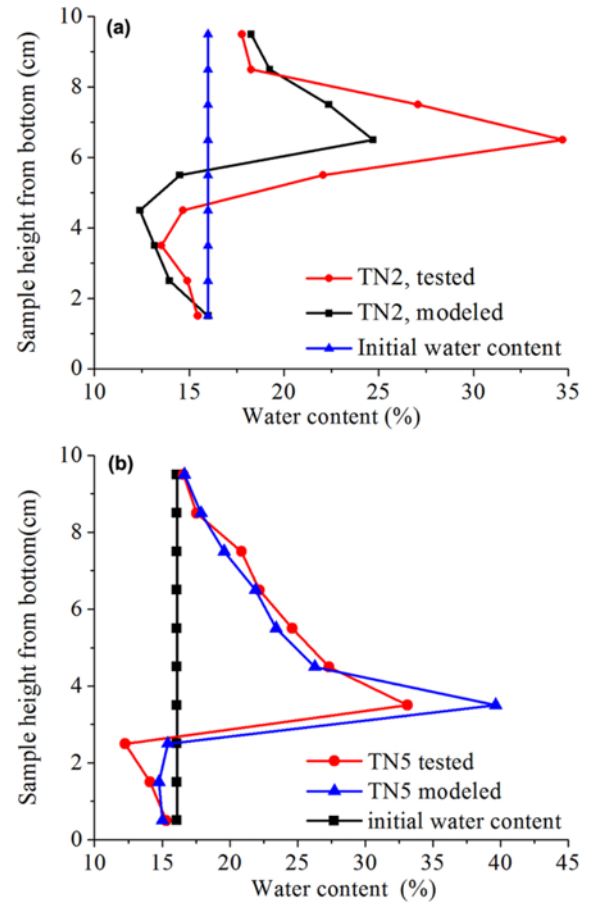 (a)
Sample height from bottom (cm)
10
8
6
4
2
0
TN2, tested
TN2, modeled
Initial water content
10 15 20 25 30 35
Water content (%)
(b)
Sample height from bottom(cm)
10
8
6
4
2
0
TN5 tested
TN5 modeled
initial water content
10 15 20 25 30 35 40 45
Water content (%)